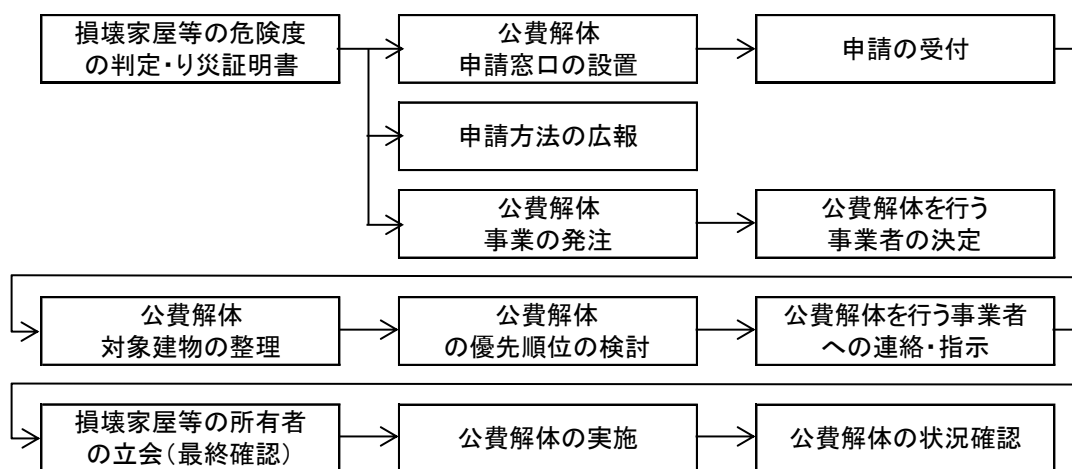 損壊家屋等の危険度
の判定・り災証明書
公費解体
申請窓口の設置
申請の受付
申請方法の広報
公費解体
事業の発注
公費解体を行う
事業者の決定
公費解体
対象建物の整理
公費解体
の優先順位の検討
公費解体を行う事業者
への連絡・指示
損壊家屋等の所有者
の立会（最終確認）
公費解体の実施
公費解体の状況確認